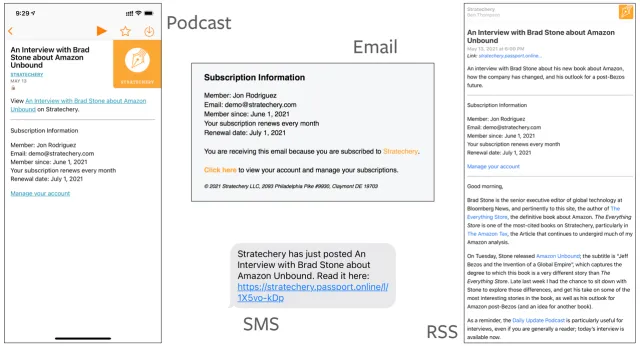 9:29
Podcast
An Interview with Brad
Stone about Amazon
Unbound
STRATECHERY
MAY 13
STRATECHERY
View An Interview with Brad Stone about Amazon
Unbound on Stratechery.
Subscription Information
Member: Jon Rodriguez
Email: demo@stratechery.com
Member since: June 1, 2021
Your subscription renews every month
Renewal date: July 1, 2021
Manage your account
Email
Subscription Information
Member: Jon Rodriguez
Email: demo@stratechery.com
Member since: June 1, 2021
Your subscription renews every month
Renewal date: July 1, 2021
You are receiving this email because you are subscribed to Stratechery.
Click here to view your account and manage your subscriptions.
© 2021 Stratechery LLC, 2093 Philadelphia Pike #9930, Claymont DE 19703
Stratechery has just posted An
Interview with Brad Stone about
Amazon Unbound. Read it here:
https://stratechery.passport.online/l/
1X5vo-kDp
SMS
RSS
Stratechery
Ben Thompson
An Interview with Brad Stone about Amazon
Unbound
May 13, 2021 at 6:00 PM
Link: stratechery.passport.online...
An interview with Brad Stone about his new book about Amazon,
how the company has changed, and his outlook for a post-Bezos
future.
Subscription Information
Member: Jon Rodriguez
Email: demo@stratechery.com
Member since: June 1, 2021
Your subscription renews every month
Renewal date: July 1, 2021
Manage your account
Good morning,
Brad Stone is the senior executive editor of global technology at
Bloomberg News, and pertinently to this site, the author of The
Everything Store, the definitive book about Amazon. The Everything
Store is one of the most-cited books on Stratechery, particularly in
The Amazon Tax, the Article that continues to undergird much of my
Amazon analysis.
On Tuesday, Stone released Amazon Unbound; the subtitle is "Jeff
Bezos and the Invention of a Global Empire", which captures the
degree to which this book is a very different story than The
Everything Store. Late last week I had the chance to sit down with
Stone to explore those differences, and get his take on some of the
most interesting stories in the book, as well as his outlook for
Amazon post-Bezos (and an idea for another book).
As a reminder, the Daily Update Podcast is particularly useful for
interviews, even if you are generally a reader; today's interview is
available now.